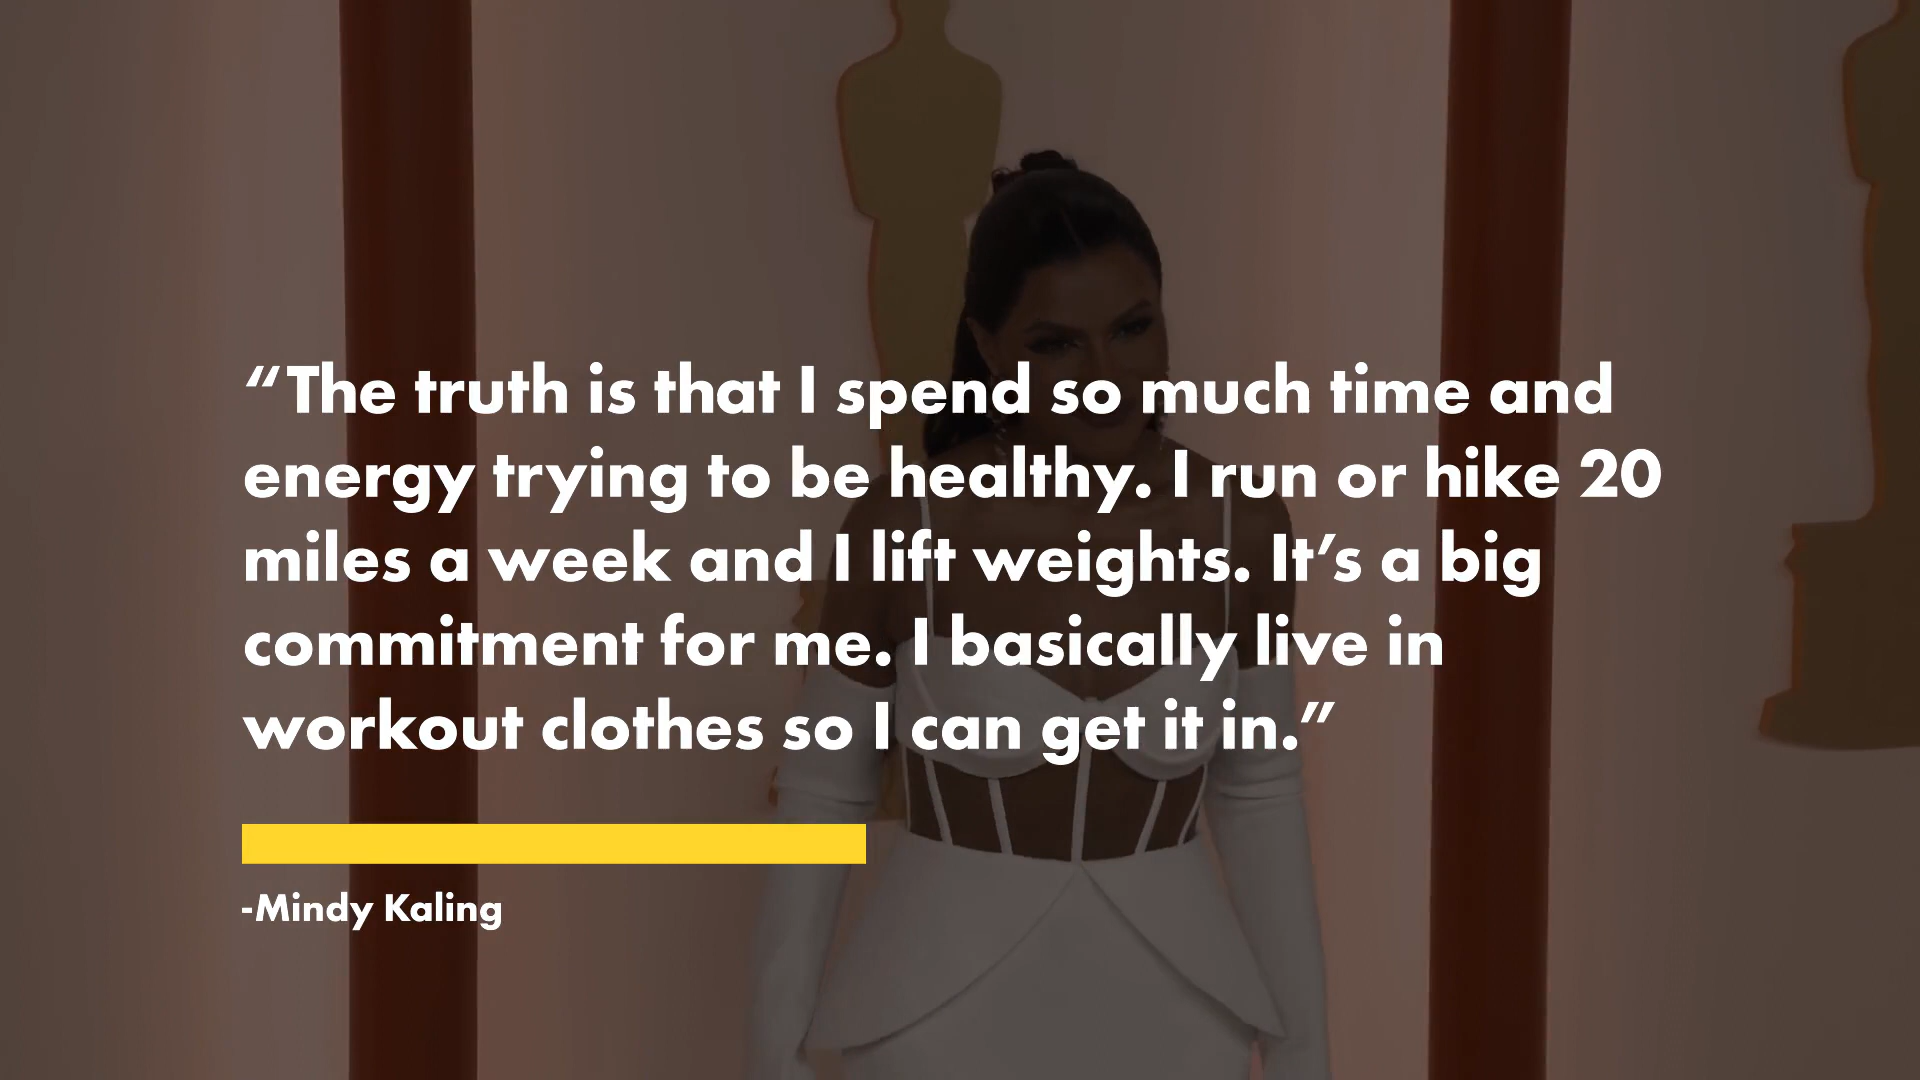 “The truth is that I spend so much time and
energy trying to be healthy. I run or hike 20
miles a week and I lift weights. It’s a big
commitment for me. I basically live in
workout clothes so I can get it in.”
-Mindy Kaling